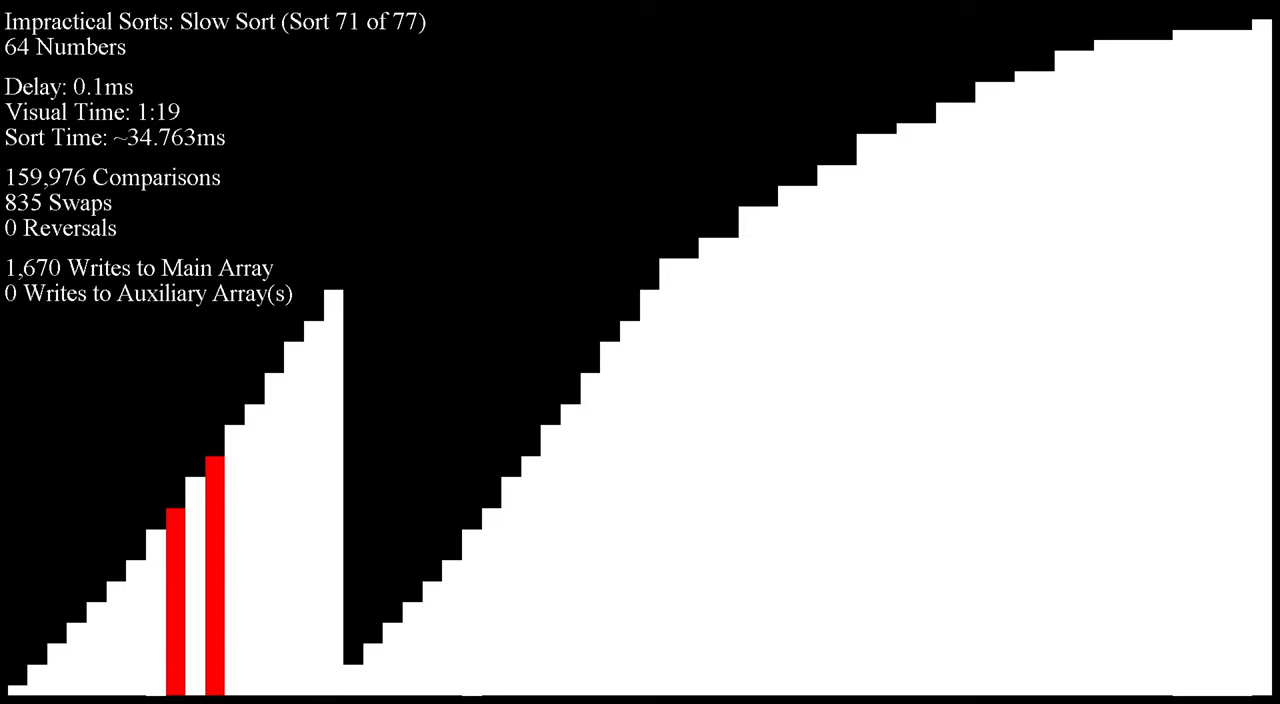 Impractical Sorts: Slow Sort (Sort 71 of 77)
64 Numbers
Delay: 0.1ms
Visual Time: 1:19
Sort Time: ~34.763ms
159,976 Comparisons
835 Swaps
0 Reversals
1,670 Writes to Main Array
0 Writes to Auxiliary Array(s)